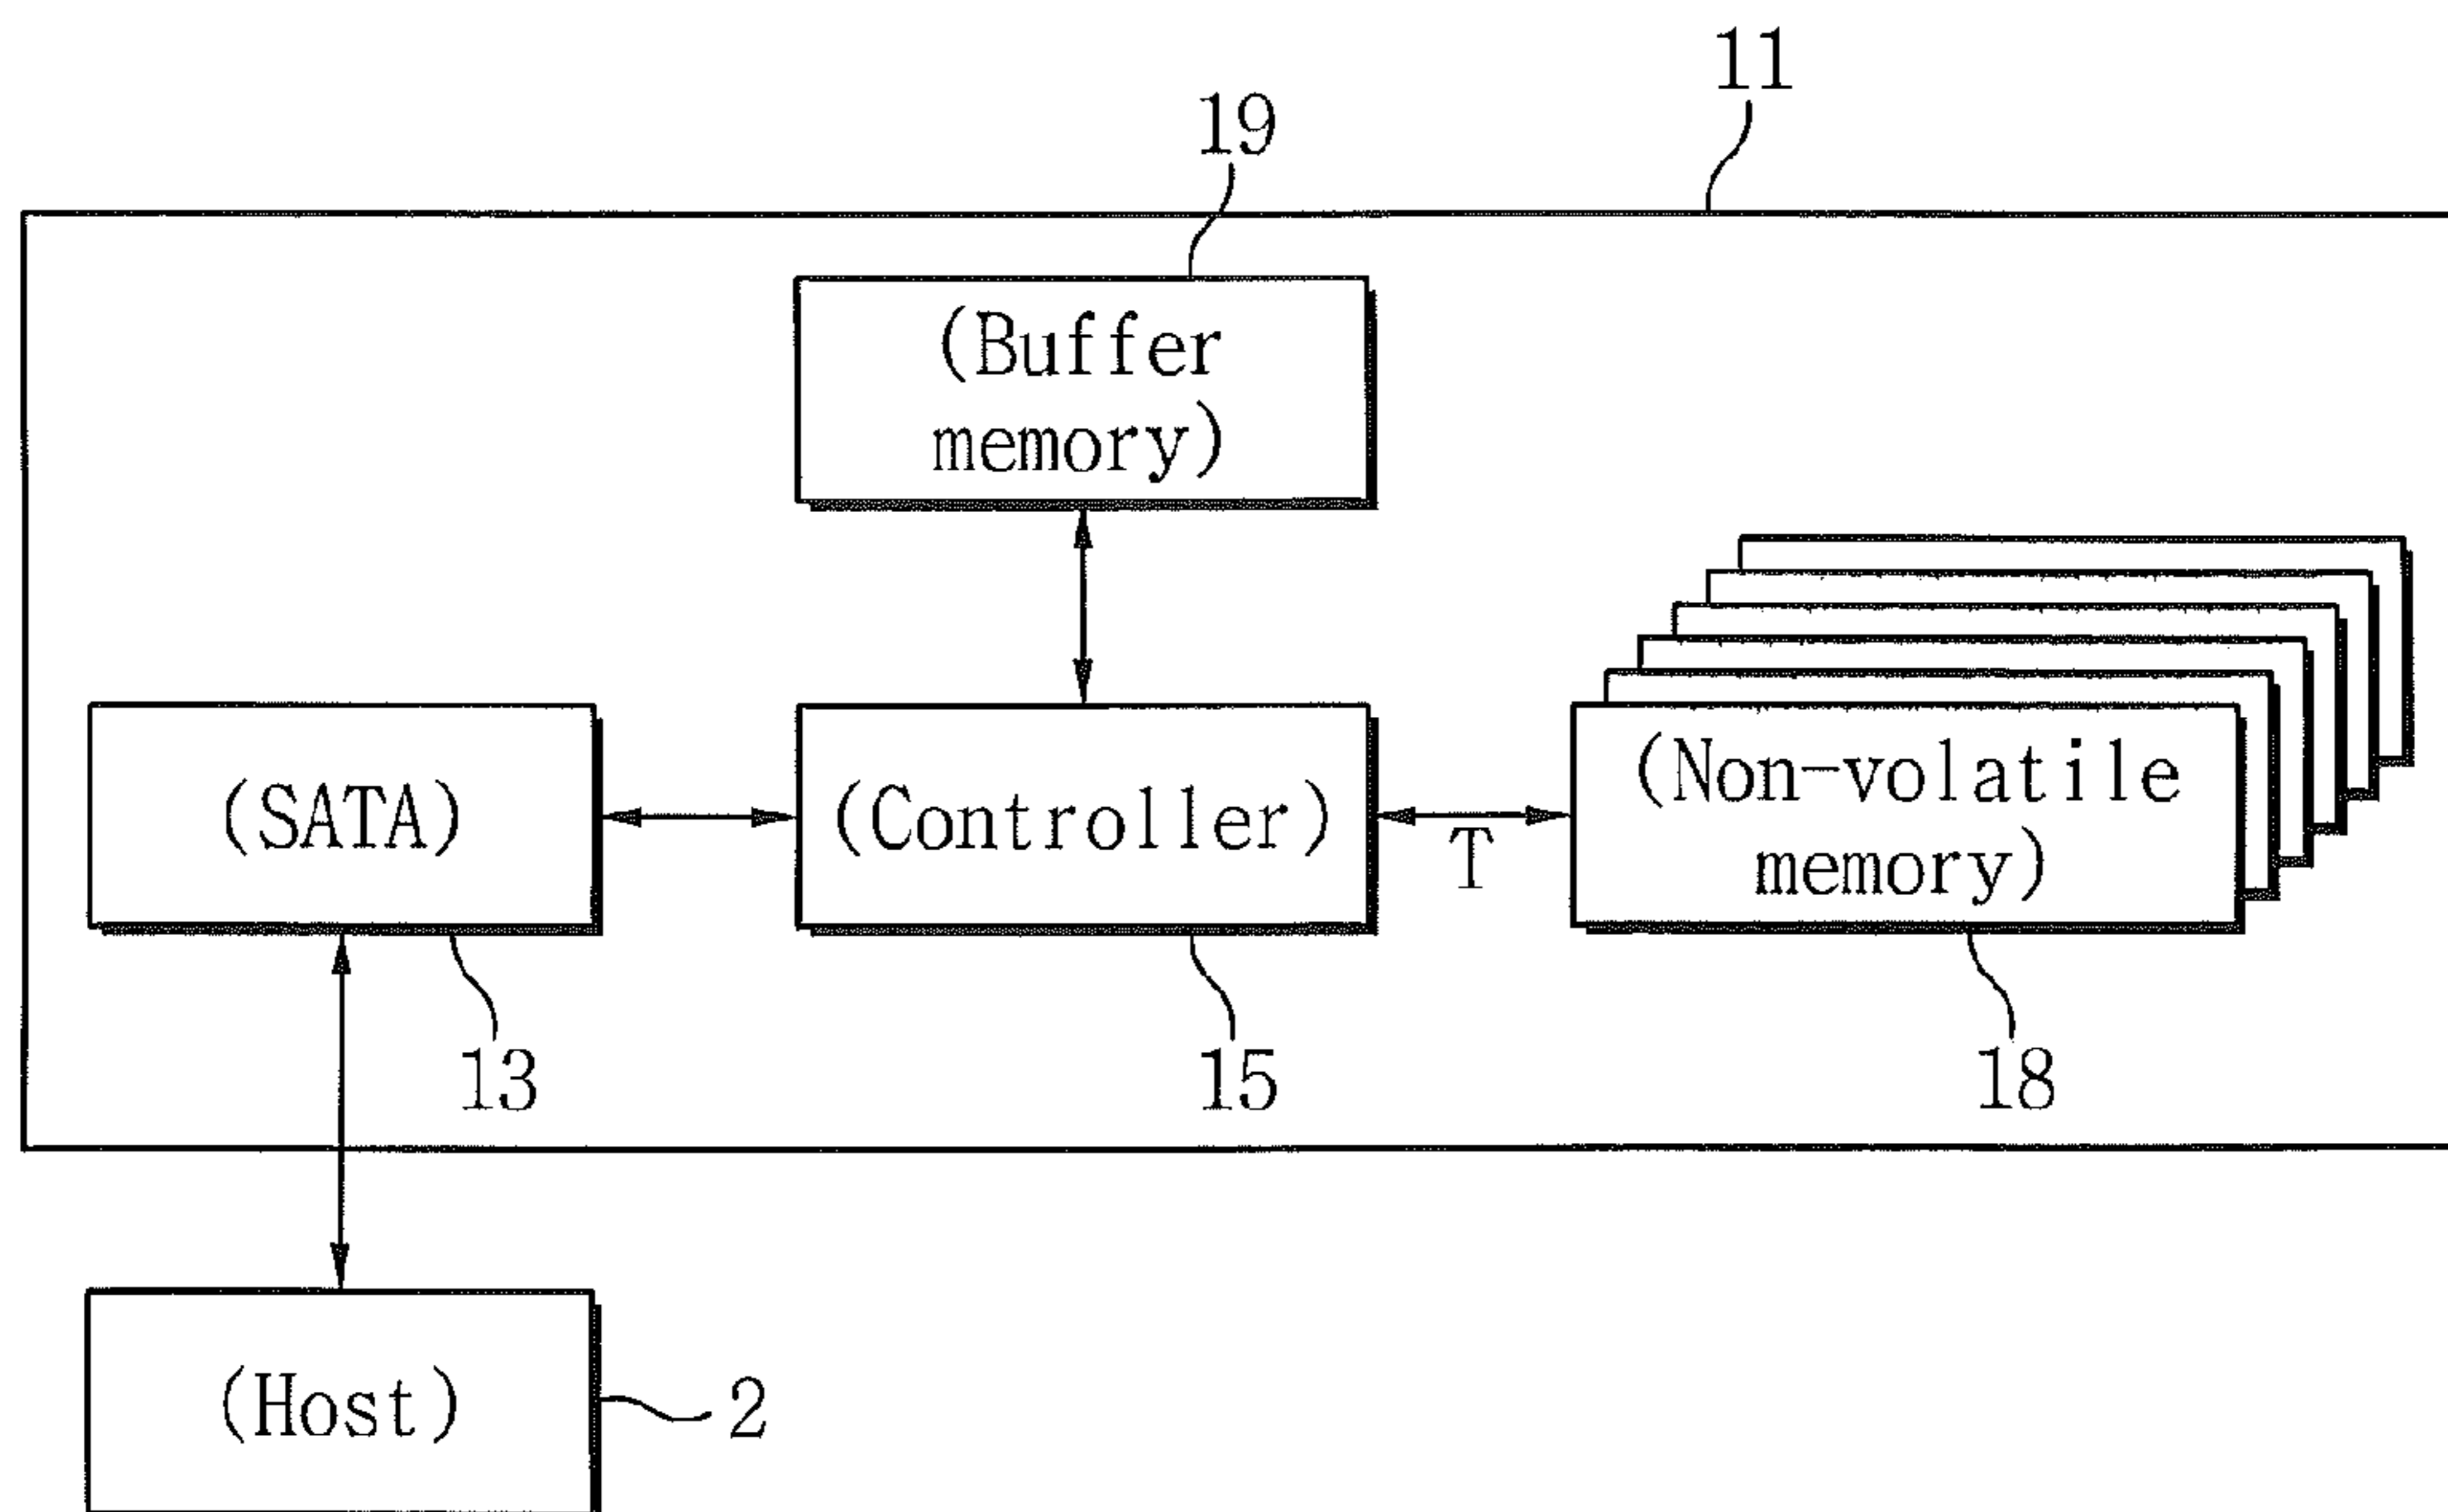 11
19
(Buffer
memory)
(SATA)
(Controller)
T
(Non-volatile
memory)
13
15
18
(Host)
2